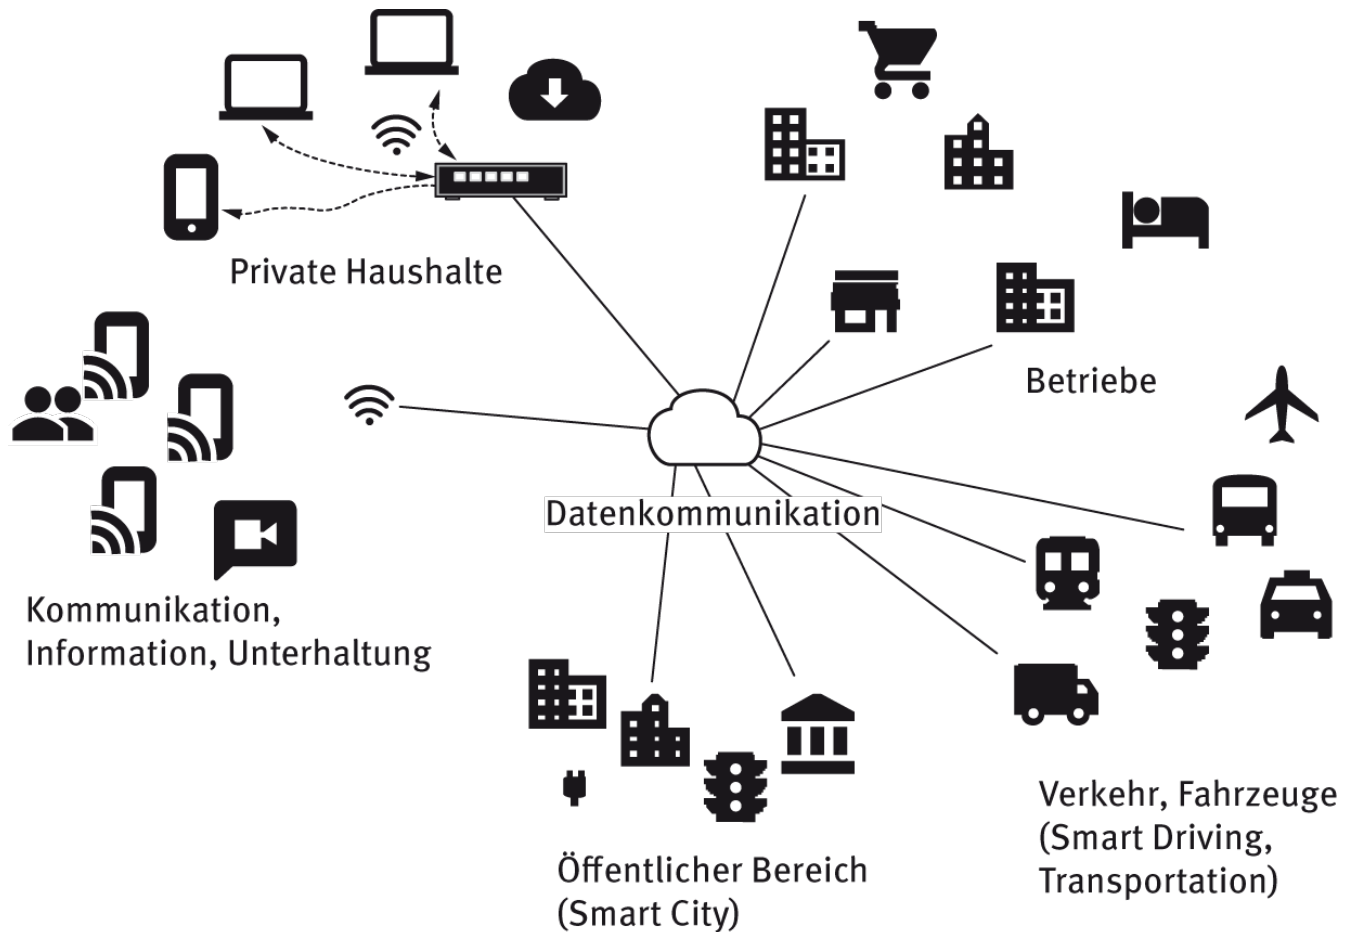 Private Haushalte
Betriebe
Datenkommunikation
Kommunikation,
Information, Unterhaltung
Verkehr, Fahrzeuge
(Smart Driving,
Transportation)
Öffentlicher Bereich
(Smart City)